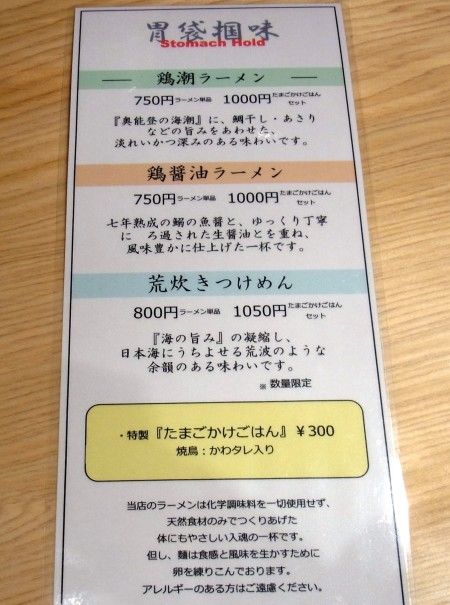 胃袋掴味
Stomach Hold
鶏潮ラーメン
750円ラーメン単品 1000円たまごかけごはんセット
『奥能登の海潮』に、鯛干し・あさり
などの旨みをあわせた、
淡れいかつ深みのある味わいです。
鶏醤油ラーメン
750円ラーメン単品 1000円たまごかけごはんセット
七年熟成の鰯の魚醤と、ゆっくり丁寧
に ろ過された生醤油とを重ね、
風味豊かに仕上げた一杯です。
荒炊きつけめん
800円ラーメン単品 1050円たまごかけごはんセット
『海の旨み』の凝縮し、
日本海にうちよせる荒波のような
余韻のある味わいです。
※ 数量限定
・特製『たまごかけごはん』￥300
焼鳥：かわタレ入り
当店のラーメンは化学調味料を一切使用せず、
天然食材のみでつくりあげた
体にもやさしい入魂の一杯です。
但し、麺は食感と風味を生かすために
卵を練りこんでおります。
アレルギーのある方はご遠慮ください。